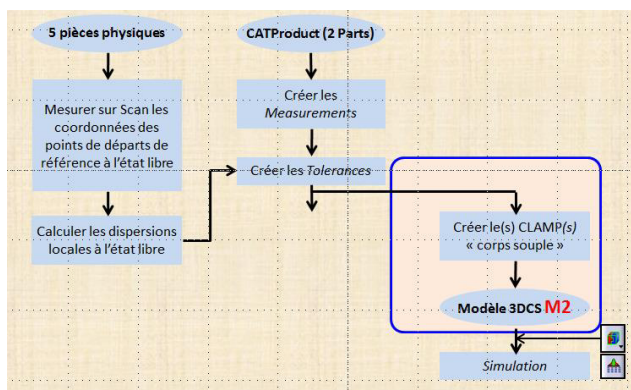 5 pièces physiques
CATProduct (2 Parts)
Mesurer sur Scan les
coordonnées des
points de départs de
référence à l'état libre
Créer les
Measurements
Créer les Tolerances
Calculer les dispersions
locales à l'état libre
Créer le(s) CLAMP(s)
« corps souple »
Modèle 3DCS M2
Simulation